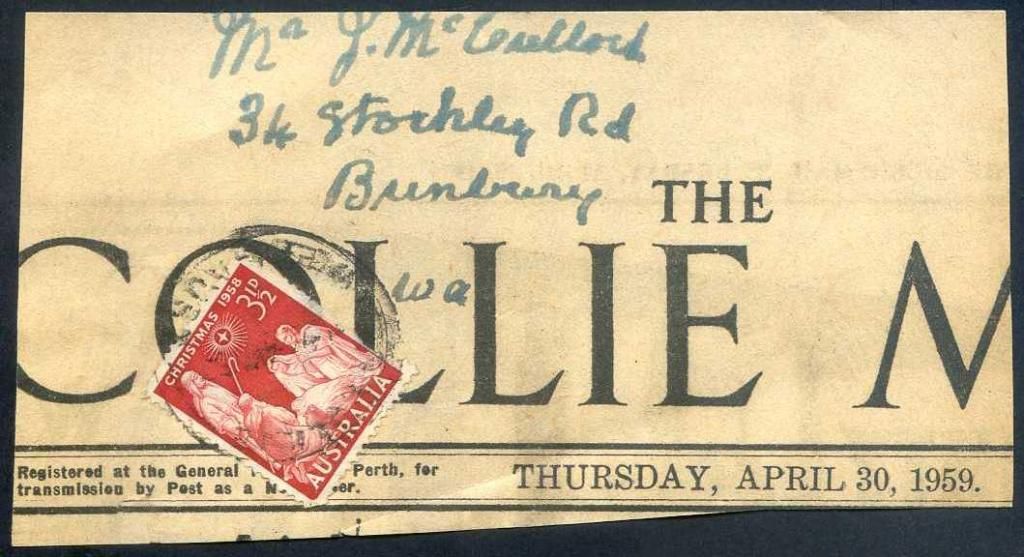 Mr J. McCulloch
34 Stockley Rd
Bunbury
W a
THE
COLLIE M
CHRISTMAS 1958
3½D
AUSTRALIA
Registered at the General Perth, for
transmission by Post as a N er.
THURSDAY, APRIL 30, 1959.